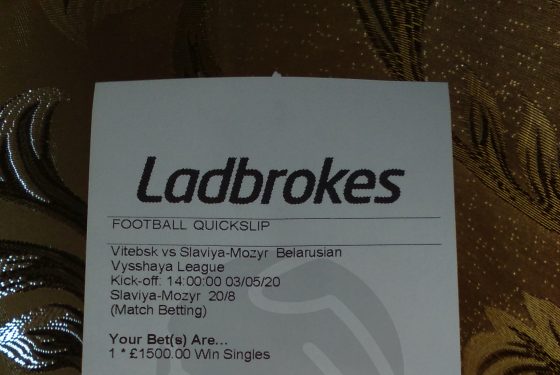 Ladbrokes
FOOTBALL QUICKSLIP
Vitebsk vs Slaviya-Mozyr Belarusian
Vysshaya League
Kick-off: 14:00:00 03/05/20
Slaviya-Mozyr 20/8
(Match Betting)
Your Bet(s) Are...
1 * £1500.00 Win Singles